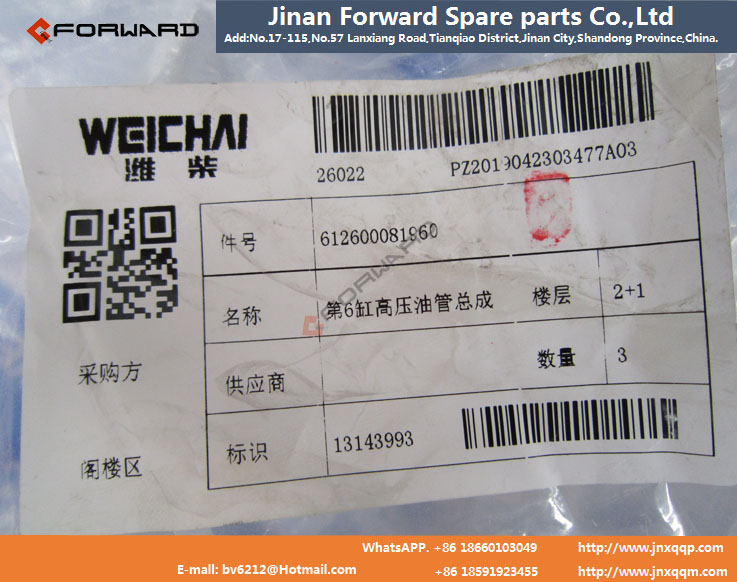 FORWARD
Jinan Forward Spare parts Co.,Ltd
Add:No.17-115,No.57 Lanxiang Road,Tianqiao District,Jinan City,Shandong Province,China.
WEICHAI
潍柴
26022 PZ2019042303477A03
件号 612600081960
名称 第6缸高压油管总成 楼层 2+1
FORWARD
采购方 供应商 数量 3
阁楼区 标识 13143993
WhatsAPP. +86 18660103049 http://www.jnxqqp.com
E-mall: bv6212@Hotmail.com +86 18591923455 http://www.jnxqqm.com